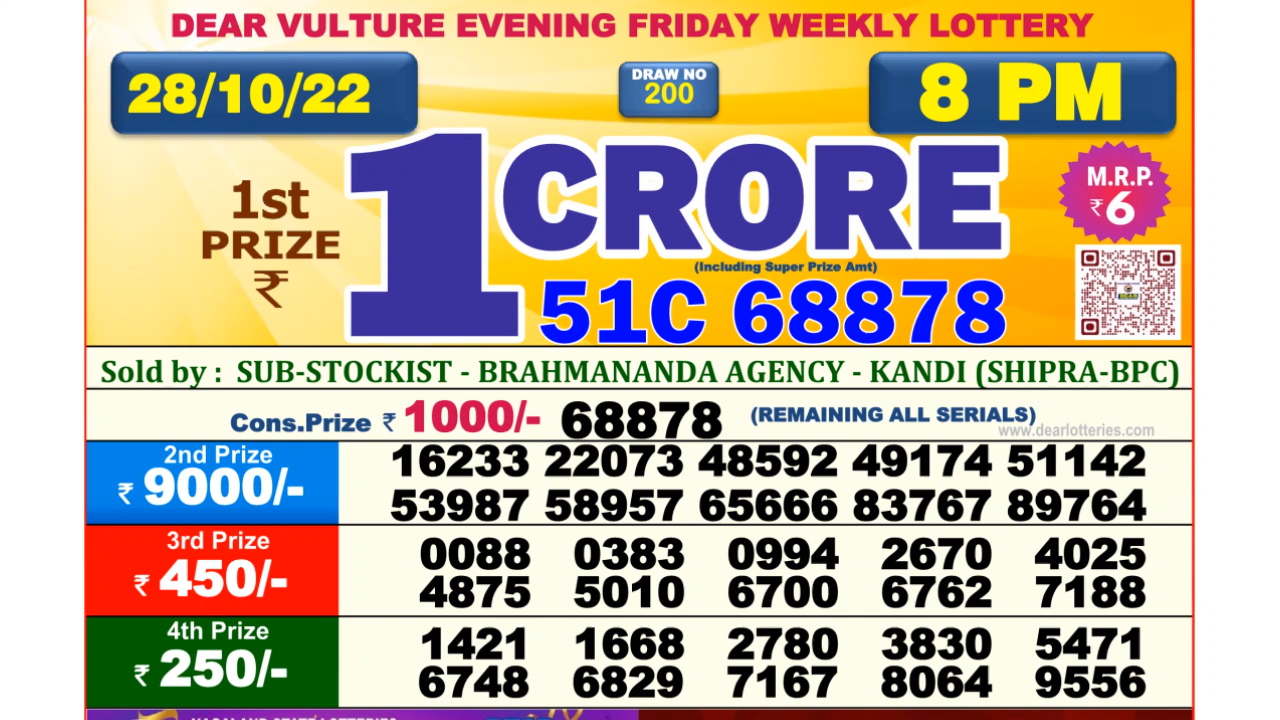 DEAR VULTURE EVENING FRIDAY WEEKLY LOTTERY
28/10/22
DRAW NO
200
8 PM
1st
PRIZE
₹
1 CRORE
(Including Super Prize Amt)
M.R.P.
₹6
51C 68878
Sold by : SUB-STOCKIST - BRAHMANANDA AGENCY - KANDI (SHIPRA-BPC)
Cons.Prize ₹ 1000/- 68878 (REMAINING ALL SERIALS)
www.dearlotteries.com
2nd Prize
₹ 9000/-
16233 22073 48592 49174 51142
53987 58957 65666 83767 89764
3rd Prize
₹ 450/-
0088 0383 0994 2670 4025
4875 5010 6700 6762 7188
4th Prize
₹ 250/-
1421 1668 2780 3830 5471
6748 6829 7167 8064 9556